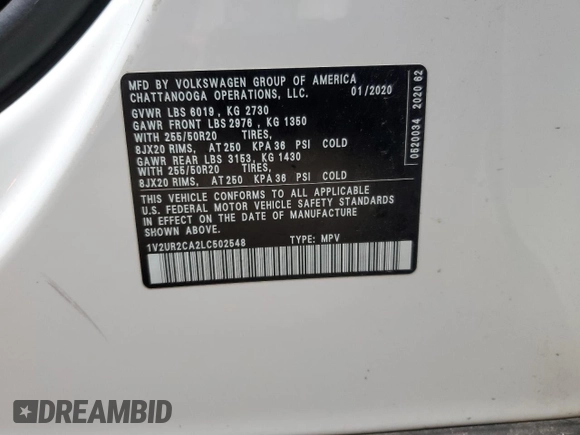 MFD BY VOLKSWAGEN GROUP OF AMERICA
CHATTANOOGA OPERATIONS, LLC. 01/2020
GVWR LBS 6019 , KG 2730
GAWR FRONT LBS 2976 , KG 1350
WITH 255/50R20 TIRES,
8JX20 RIMS, AT 250 KPA 36 PSI COLD
GAWR REAR LBS 3153, KG 1430
WITH 255/50R20 TIRES,
8JX20 RIMS, AT 250 KPA 36 PSI COLD
THIS VEHICLE CONFORMS TO ALL APPLICABLE
U.S. FEDERAL MOTOR VEHICLE SAFETY STANDARDS
IN EFFECT ON THE DATE OF MANUFACTURE
SHOWN ABOVE.
1V2UR2CA2LC502548 TYPE: MPV
0520034 2020 62
DREAMBID